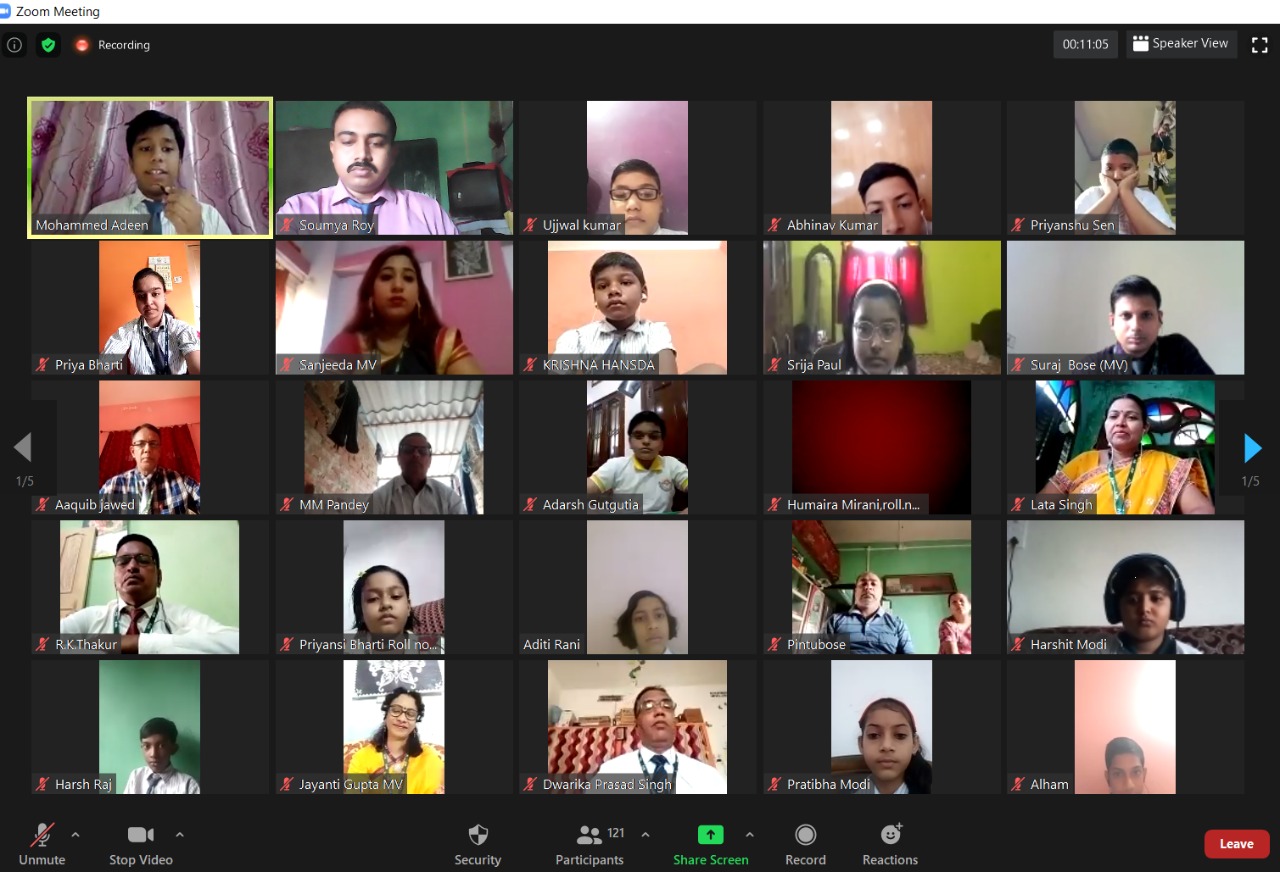 Zoom Meeting
Recording
00:11:05
Speaker View
Mohammed Adeen
Soumya Roy
Ujjwal kumar
Abhinav Kumar
Priyanshu Sen
Priya Bharti
Sanjeeda MV
KRISHNA HANSDA
Srija Paul
Suraj Bose (MV)
1/5
1/5
Aaquib jawed
MM Pandey
Adarsh Gutgutia
Humaira Mirani,roll.n...
Lata Singh
R.K.Thakur
Priyansi Bharti Roll no...
Aditi Rani
Pintubose
Harshit Modi
Harsh Raj
Jayanti Gupta MV
Dwarika Prasad Singh
Pratibha Modi
Alham
121
Unmute
Stop Video
Security
Participants
Share Screen
Record
Reactions
Leave